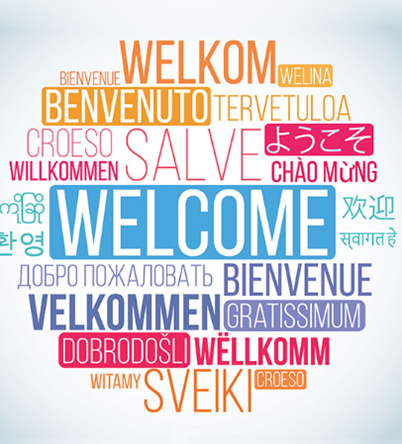 WELKOM
BIENVENUE
WELINA
BENVENUTO
TERVETULOA
CROESO
SALVE
ようこそ
WILLKOMMEN
CHÀO MỪNG
WELCOME
欢迎
환영
स्वागत हे
ДОБРО ПОЖАЛОВАТЬ
BIENVENUE
VELKOMMEN
GRATISSIMUM
DOBRODOŠLI
WËLLKOMM
WITAMY
SVEIKI
CROESO